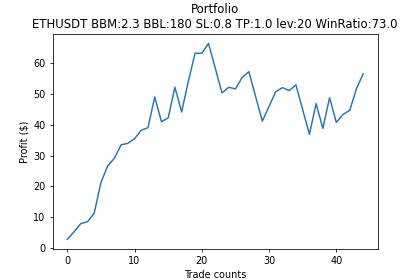 Portfolio
ETHUSDT BBM:2.3 BBL:180 SL:0.8 TP:1.0 lev:20 WinRatio:73.0
60
50
40
30
20
10
0
Profit ($)
0 10 20 30 40
Trade counts